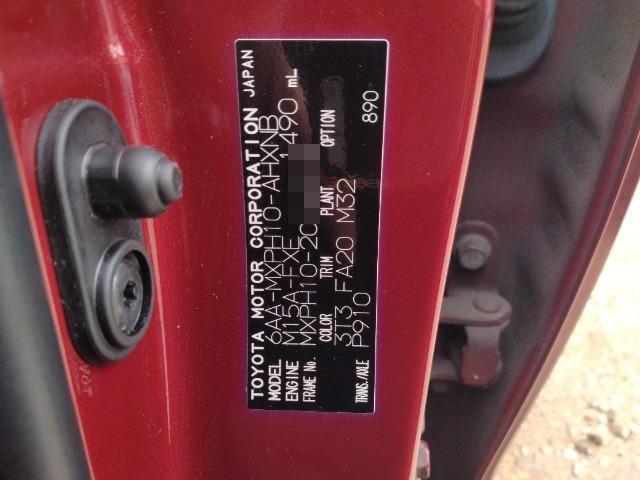 TOYOTA MOTOR CORPORATION JAPAN
MODEL 6AA-MXPH10-AHXNB
ENGINE M15A-FXE 1490 mL
FRAME No. MXPH10-20
COLOR TRIM PLANT OPTION
3T3 FA20 M32
TRANS./AXLE P910 890